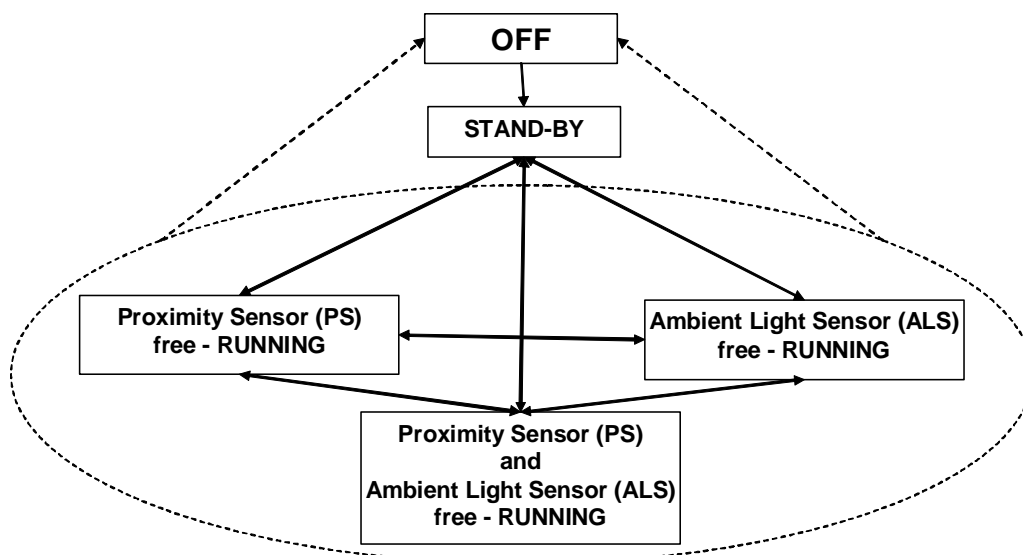 OFF
STAND-BY
Proximity Sensor (PS)
free - RUNNING
Ambient Light Sensor (ALS)
free - RUNNING
Proximity Sensor (PS)
and
Ambient Light Sensor (ALS)
free - RUNNING